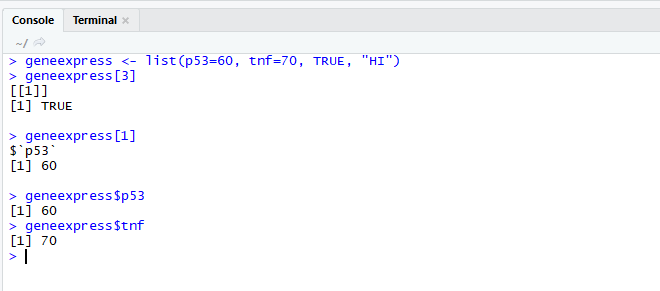 Console Terminal ×
~/
> geneexpress <- list(p53=60, tnf=70, TRUE, "HI")
> geneexpress[3]
[[1]]
[1] TRUE
> geneexpress[1]
$`p53`
[1] 60
> geneexpress$p53
[1] 60
> geneexpress$tnf
[1] 70
>